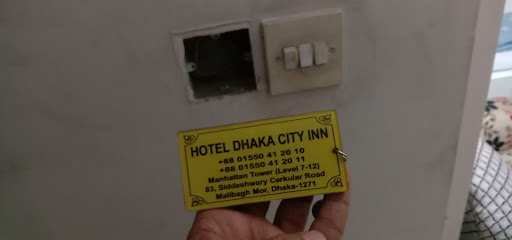 HOTEL DHAKA CITY INN
+88 01550 41 20 10
+88 01550 41 20 11
Manhattan Tower (Level 7-12)
83, Siddeshwary Cerkular Road
Malibagh Mor, Dhaka-1271